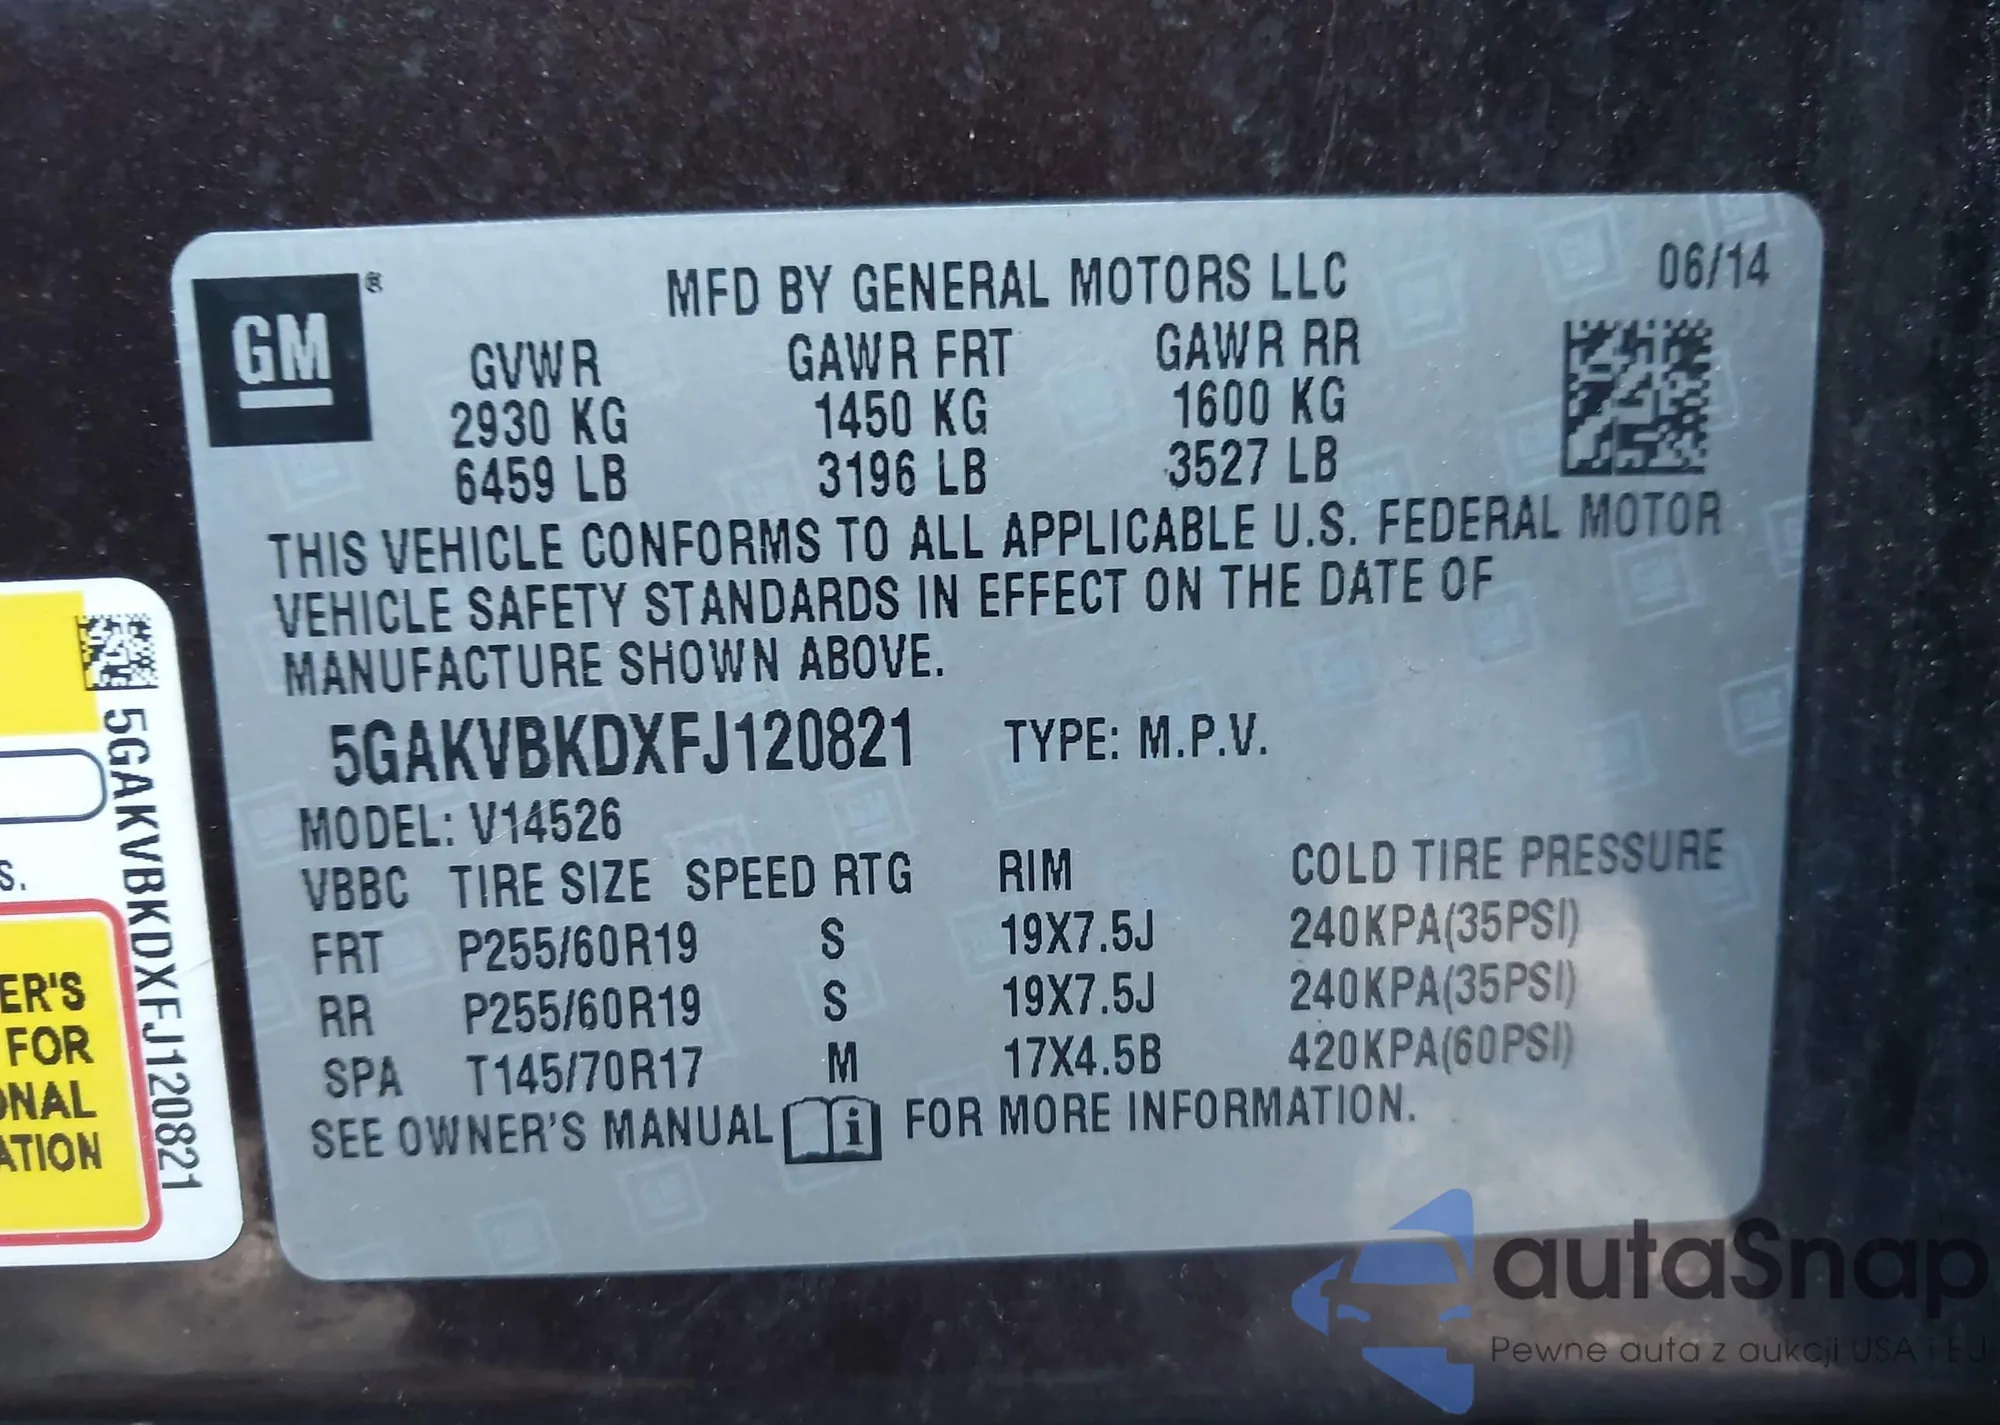 GM ®
MFD BY GENERAL MOTORS LLC
06/14
GVWR GAWR FRT GAWR RR
2930 KG 1450 KG 1600 KG
6459 LB 3196 LB 3527 LB
THIS VEHICLE CONFORMS TO ALL APPLICABLE U.S. FEDERAL MOTOR
VEHICLE SAFETY STANDARDS IN EFFECT ON THE DATE OF
MANUFACTURE SHOWN ABOVE.
5GAKVBKDXFJ120821 TYPE: M.P.V.
MODEL: V14526
VBBC TIRE SIZE SPEED RTG RIM COLD TIRE PRESSURE
FRT P255/60R19 S 19X7.5J 240KPA(35PSI)
RR P255/60R19 S 19X7.5J 240KPA(35PSI)
SPA T145/70R17 M 17X4.5B 420KPA(60PSI)
SEE OWNER'S MANUAL i FOR MORE INFORMATION.
5GAKVBKDXFJ120821
S.
ER'S
FOR
ONAL
ATION
autaSnap
Pewne auta z aukcji USA i EU